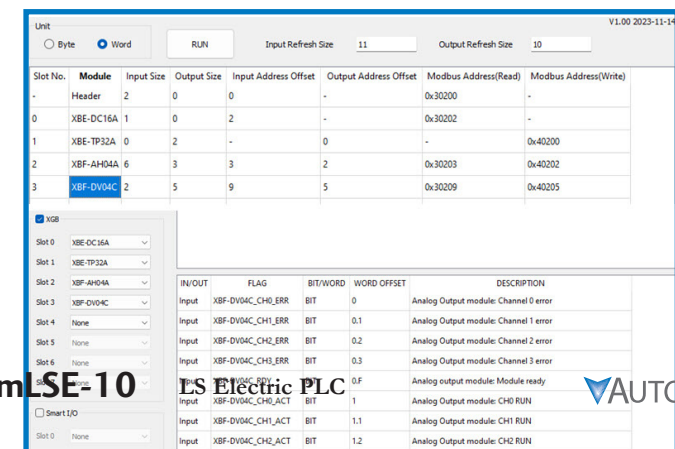 V1.00 2023-11-14
Unit
Byte Word RUN Input Refresh Size 11 Output Refresh Size 10
Slot No. Module Input Size Output Size Input Address Offset Output Address Offset Modbus Address(Read) Modbus Address(Write)
- Header 2 0 0 - 0x30200 -
0 XBE-DC16A 1 0 2 - 0x30202 -
1 XBE-TP32A 0 2 - 0 - 0x40200
2 XBF-AH04A 6 3 3 2 0x30203 0x40202
3 XBF-DV04C 2 5 9 5 0x30209 0x40205
XGB
Slot 0 XBE-DC16A
Slot 1 XBE-TP32A
Slot 2 XBF-AH04A
Slot 3 XBF-DV04C
Slot 4 None
Slot 5 None
Slot 6 None
None
Smart I/O
Slot 0 None
IN/OUT FLAG BIT/WORD WORD OFFSET DESCRIPTION
Input XBF-DV04C_CH0_ERR BIT 0 Analog Output module: Channel 0 error
Input XBF-DV04C_CH1_ERR BIT 0.1 Analog Output module: Channel 1 error
Input XBF-DV04C_CH2_ERR BIT 0.2 Analog Output module: Channel 2 error
Input XBF-DV04C_CH3_ERR BIT 0.3 Analog Output module: Channel 3 error
Input XBF-DV04C_RDY BIT 0.F Analog output module: Module ready
Input XBF-DV04C_CH0_ACT BIT 1 Analog Output module: CH0 RUN
Input XBF-DV04C_CH1_ACT BIT 1.1 Analog Output module: CH1 RUN
Input XBF-DV04C_CH2_ACT BIT 1.2 Analog Output module: CH2 RUN
mLSE-10 LS Electric PLC AUTO